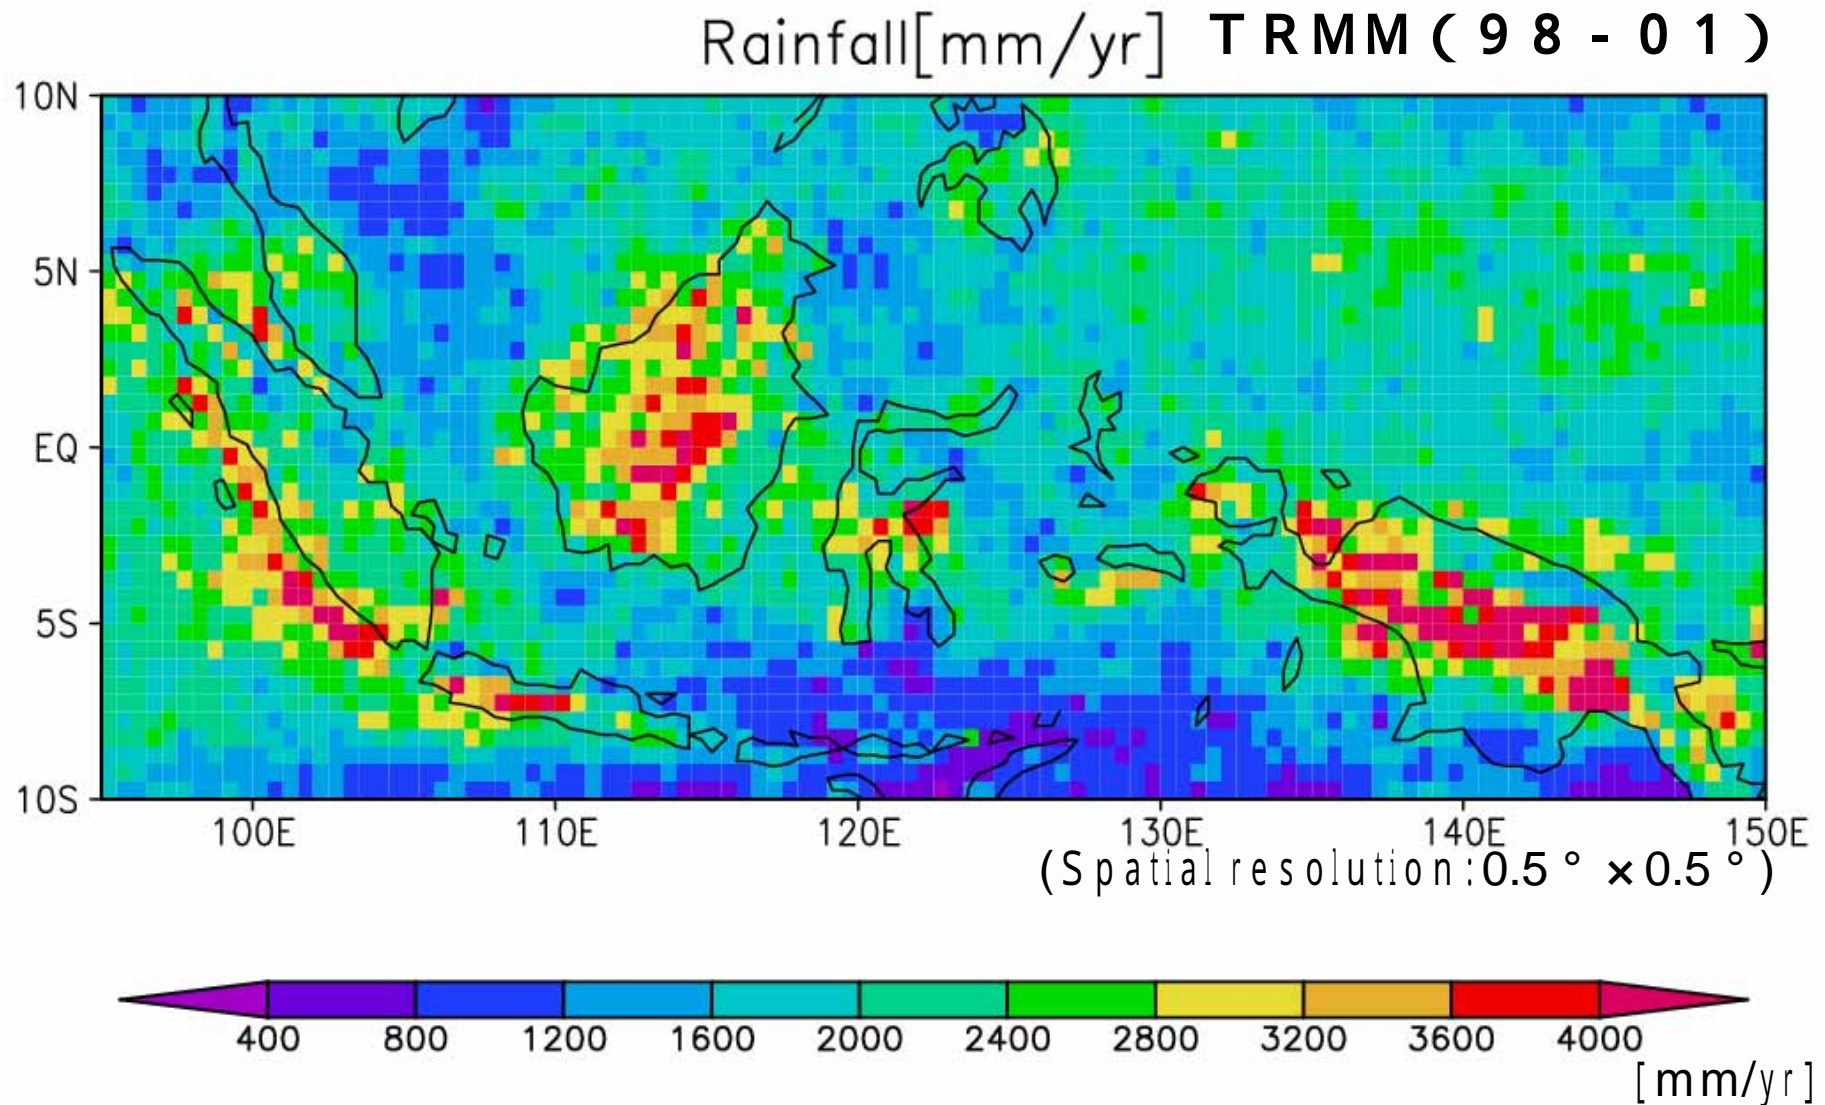 Rainfall[mm/yr] TRMM(98-01)
10N
5N
EQ
5S
10S
100E 110E 120E 130E 140E 150E
(Spatial resolution:0.5° ×0.5°)
400 800 1200 1600 2000 2400 2800 3200 3600 4000
[mm/yr]